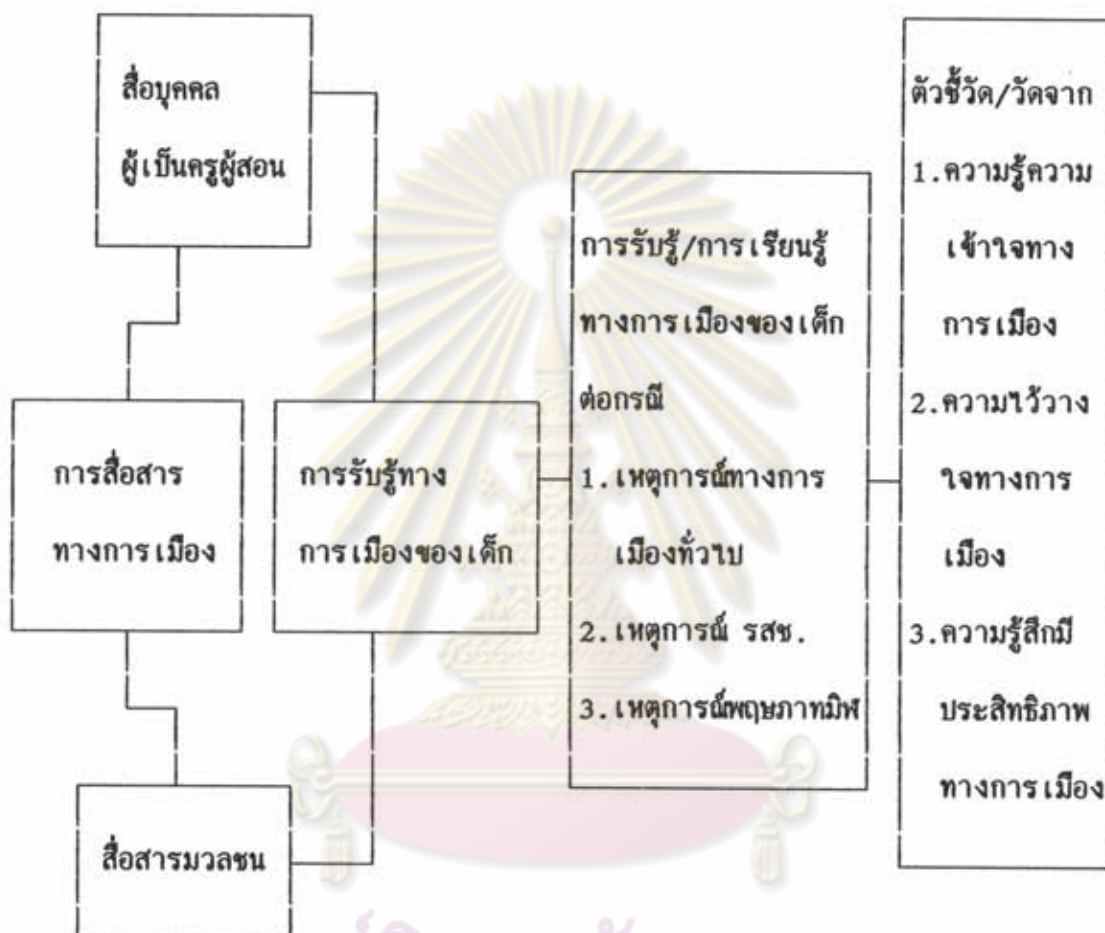 สื่อบุคคล
ผู้เป็นครูผู้สอน
การสื่อสาร
ทางการเมือง
สื่อสารมวลชน
การรับรู้ทาง
การเมืองของเด็ก
การรับรู้/การเรียนรู้
ทางการเมืองของเด็ก
ต่อกรณี
1.เหตุการณ์ทางการ
เมืองทั่วไป
2.เหตุการณ์ รสช.
3.เหตุการณ์พฤษภาทมิฬ
ตัวชี้วัด/วัดจาก
1.ความรู้ความ
เข้าใจทาง
การเมือง
2.ความไว้วาง
ใจทางการ
เมือง
3.ความรู้สึกมี
ประสิทธิภาพ
ทางการเมือง